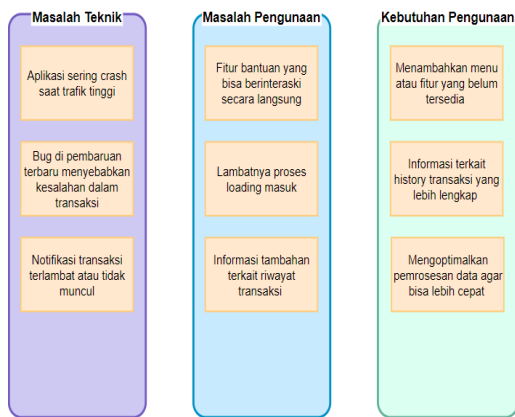 Masalah Teknik
Aplikasi sering crash
saat trafik tinggi
Bug di pembaruan
terbaru menyebabkan
kesalahan dalam
transaksi
Notifikasi transaksi
terlambat atau tidak
muncul
Masalah Pengunaan
Fitur bantuan yang
bisa berinteraski
secara langsung
Lambatnya proses
loading masuk
Informasi tambahan
terkait riwayat
transaksi
Kebutuhan Pengunaan
Menambahkan menu
atau fitur yang belum
tersedia
Informasi terkait
history transaksi yang
lebih lengkap
Mengoptimalkan
pemrosesan data agar
bisa lebih cepat